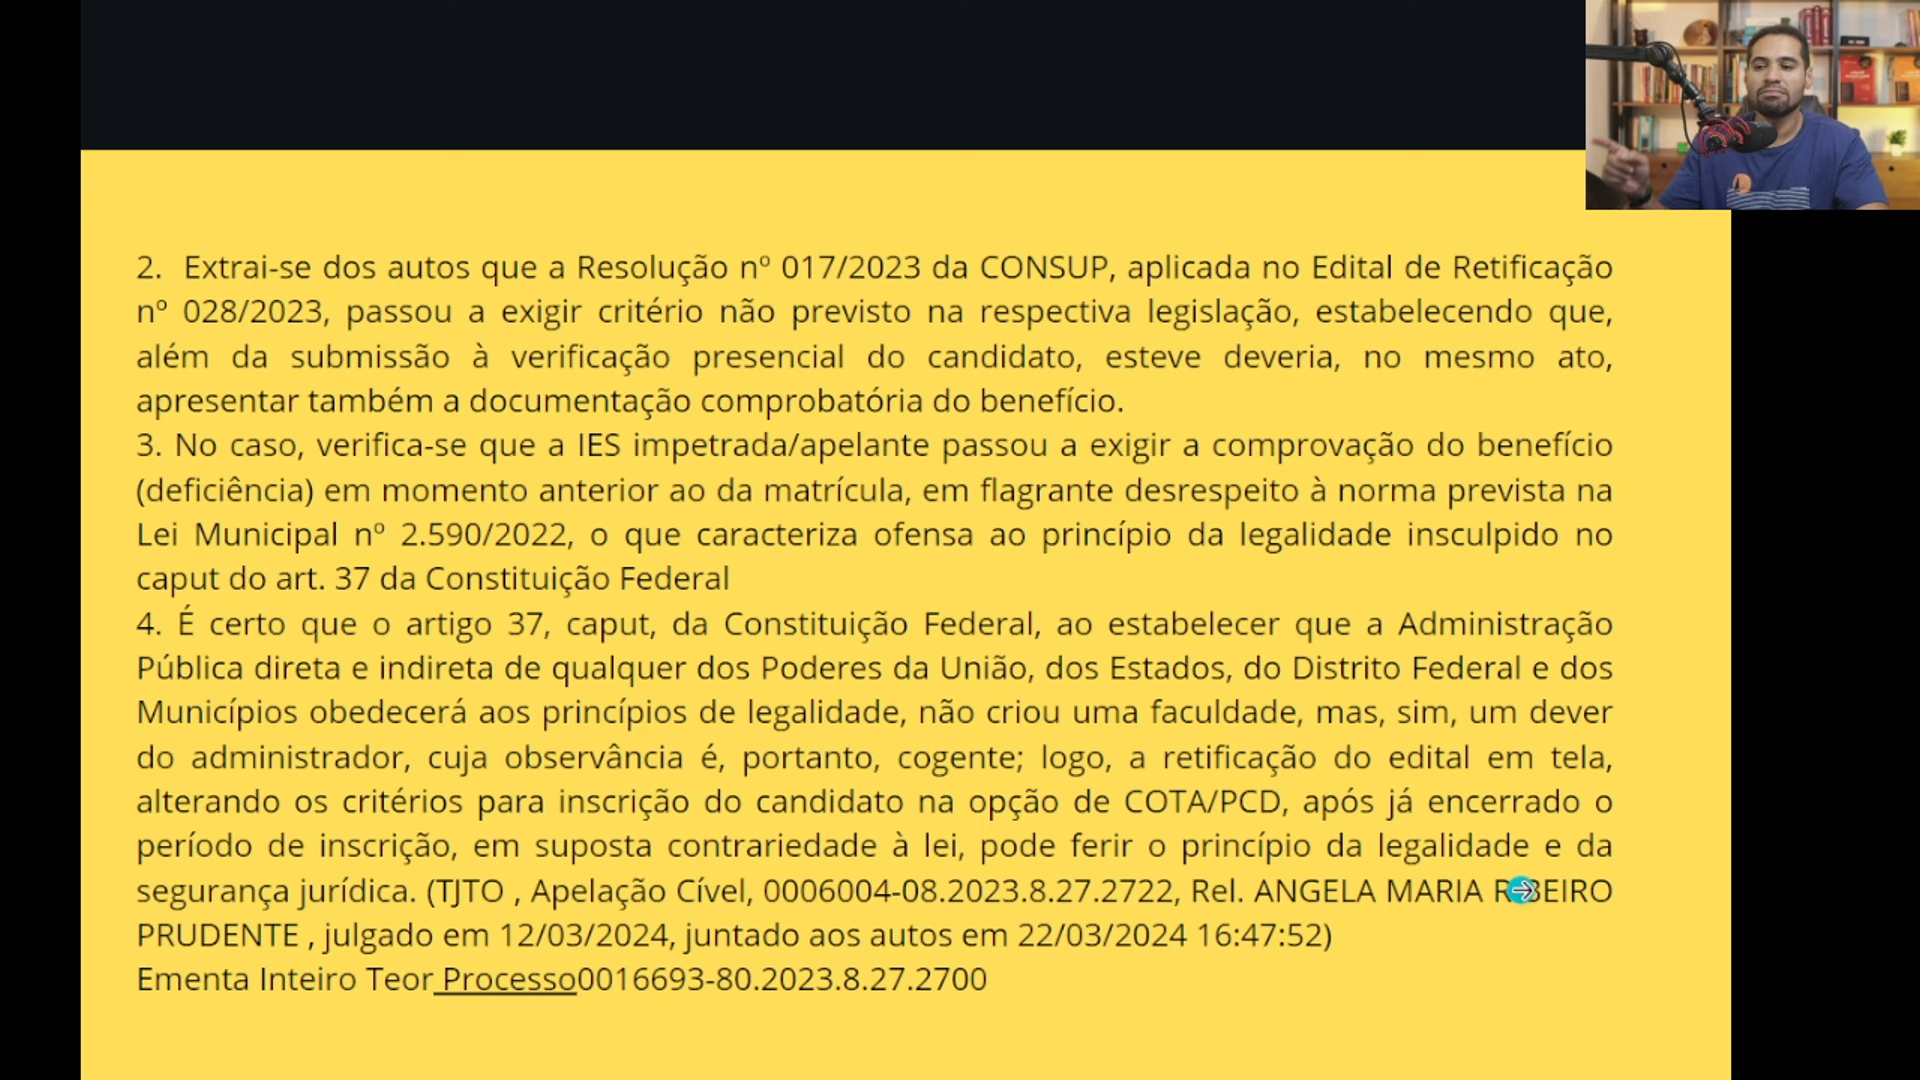 2. Extrai-se dos autos que a Resolução nº 017/2023 da CONSUP, aplicada no Edital de Retificação
nº 028/2023, passou a exigir critério não previsto na respectiva legislação, estabelecendo que,
além da submissão à verificação presencial do candidato, esteve deveria, no mesmo ato,
apresentar também a documentação comprobatória do benefício.
3. No caso, verifica-se que a IES impetrada/apelante passou a exigir a comprovação do benefício
(deficiência) em momento anterior ao da matrícula, em flagrante desrespeito à norma prevista na
Lei Municipal nº 2.590/2022, o que caracteriza ofensa ao princípio da legalidade insculpido no
caput do art. 37 da Constituição Federal
4. É certo que o artigo 37, caput, da Constituição Federal, ao estabelecer que a Administração
Pública direta e indireta de qualquer dos Poderes da União, dos Estados, do Distrito Federal e dos
Municípios obedecerá aos princípios de legalidade, não criou uma faculdade, mas, sim, um dever
do administrador, cuja observância é, portanto, cogente; logo, a retificação do edital em tela,
alterando os critérios para inscrição do candidato na opção de COTA/PCD, após já encerrado o
período de inscrição, em suposta contrariedade à lei, pode ferir o princípio da legalidade e da
segurança jurídica. (TJTO , Apelação Cível, 0006004-08.2023.8.27.2722, Rel. ANGELA MARIA RIBEIRO
PRUDENTE , julgado em 12/03/2024, juntado aos autos em 22/03/2024 16:47:52)
Ementa Inteiro Teor Processo0016693-80.2023.8.27.2700